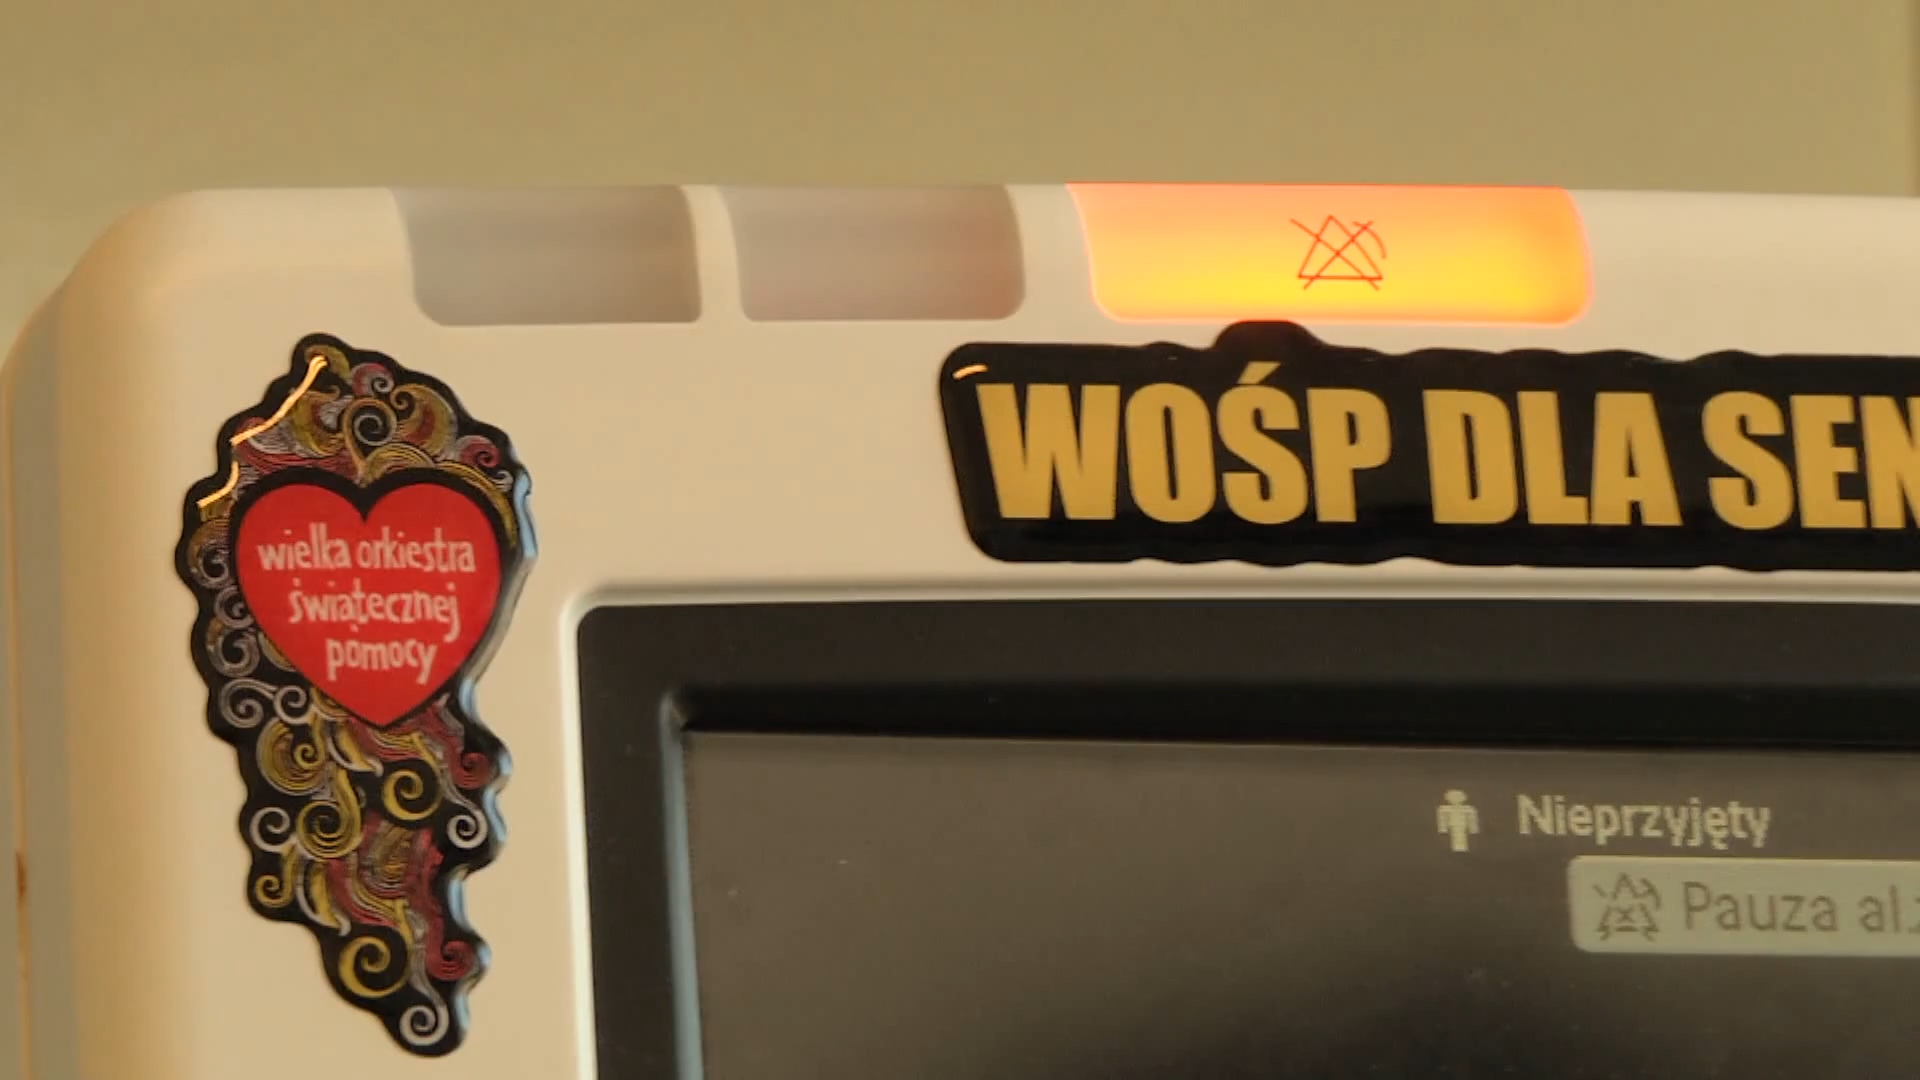 WOŚP DLA SEN
wielka orkiestra
świątecznej
pomocy
Nieprzyjęty
Pauza al